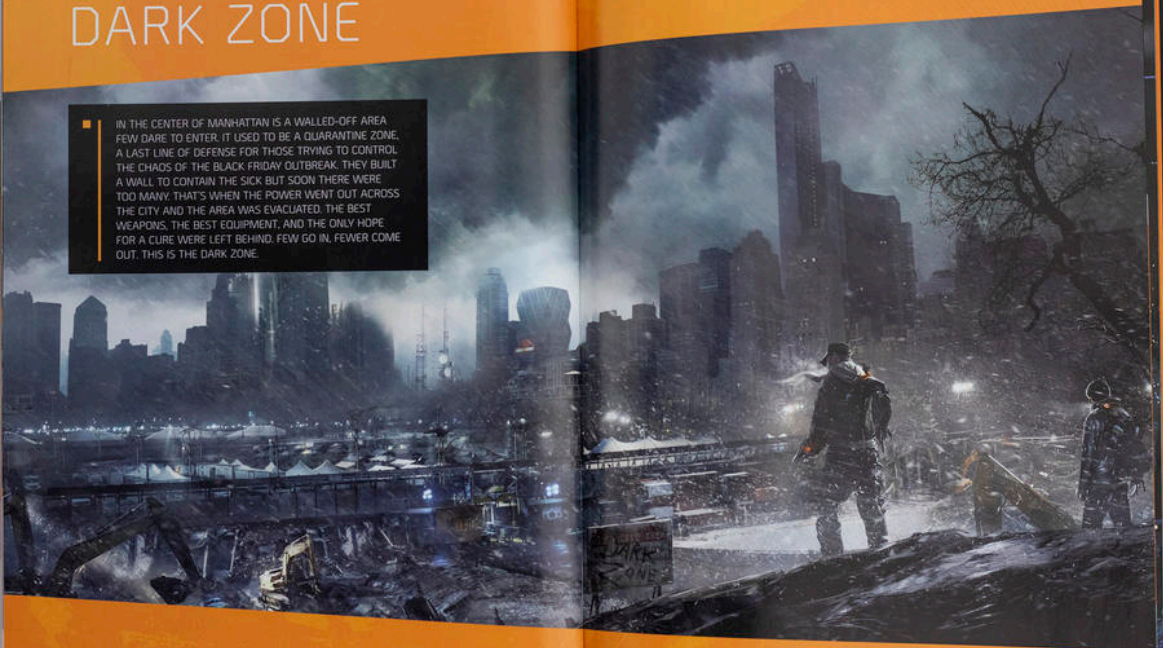 DARK ZONE
IN THE CENTER OF MANHATTAN IS A WALLED-OFF AREA
FEW DARE TO ENTER. IT USED TO BE A QUARANTINE ZONE,
A LAST LINE OF DEFENSE FOR THOSE TRYING TO CONTROL
THE CHAOS OF THE BLACK FRIDAY OUTBREAK. THEY BUILT
A WALL TO CONTAIN THE SICK BUT SOON THERE WERE
TOO MANY. THAT'S WHEN THE POWER WENT OUT ACROSS
THE CITY AND THE AREA WAS EVACUATED. THE BEST
WEAPONS, THE BEST EQUIPMENT, AND THE ONLY HOPE
FOR A CURE WERE LEFT BEHIND. FEW GO IN, FEWER COME
OUT. THIS IS THE DARK ZONE.
DARK
ZONE